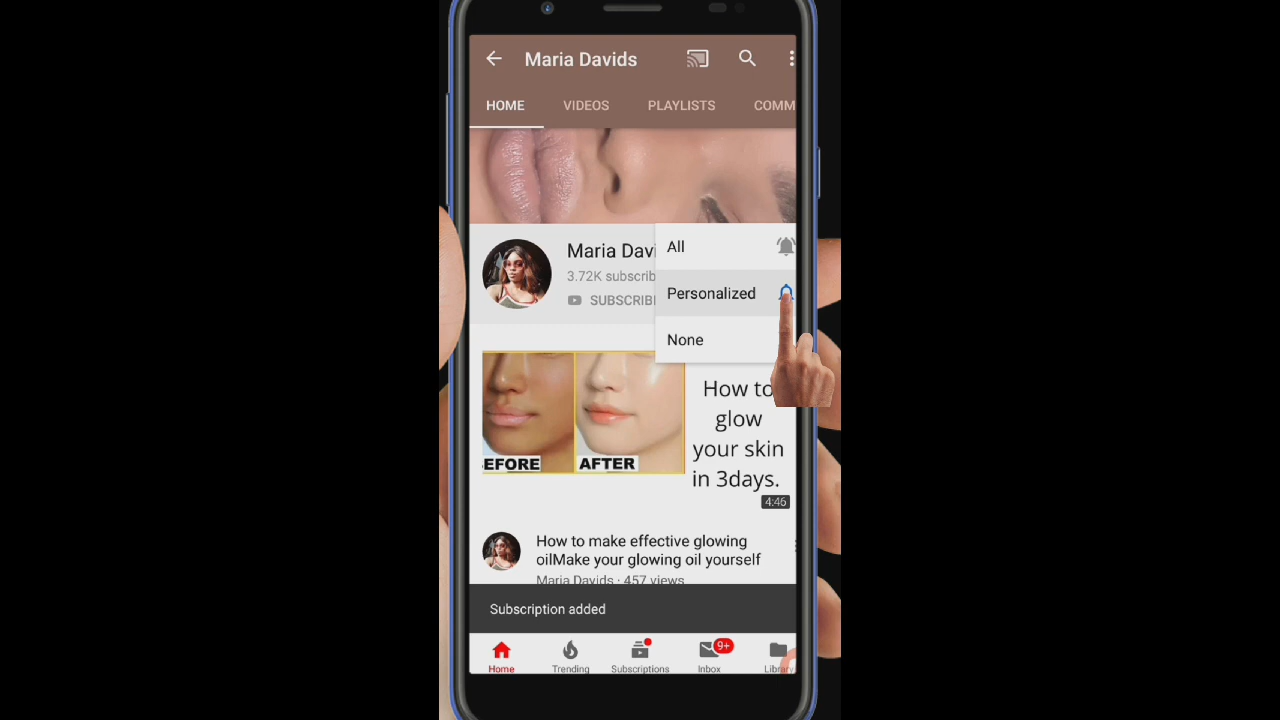 Maria Davids
HOME VIDEOS PLAYLISTS COMM
Maria Davi
3.72K subscrib
SUBSCRIB
All
Personalized
None
EFORE AFTER
How to
glow
your skin
in 3days.
4:46
How to make effective glowing
oilMake your glowing oil yourself
Maria Davids · 457 views
Subscription added
9+
Home Trending Subscriptions Inbox Library